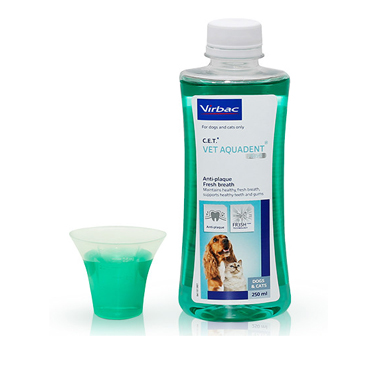 Virbac
For dogs and cats only
C.E.T.®
VET AQUADENT®
Anti-plaque
Fresh breath
Maintains healthy, fresh breath,
supports healthy teeth and gums
Anti-plaque
FR3SH
DOGS
& CATS
250 ml